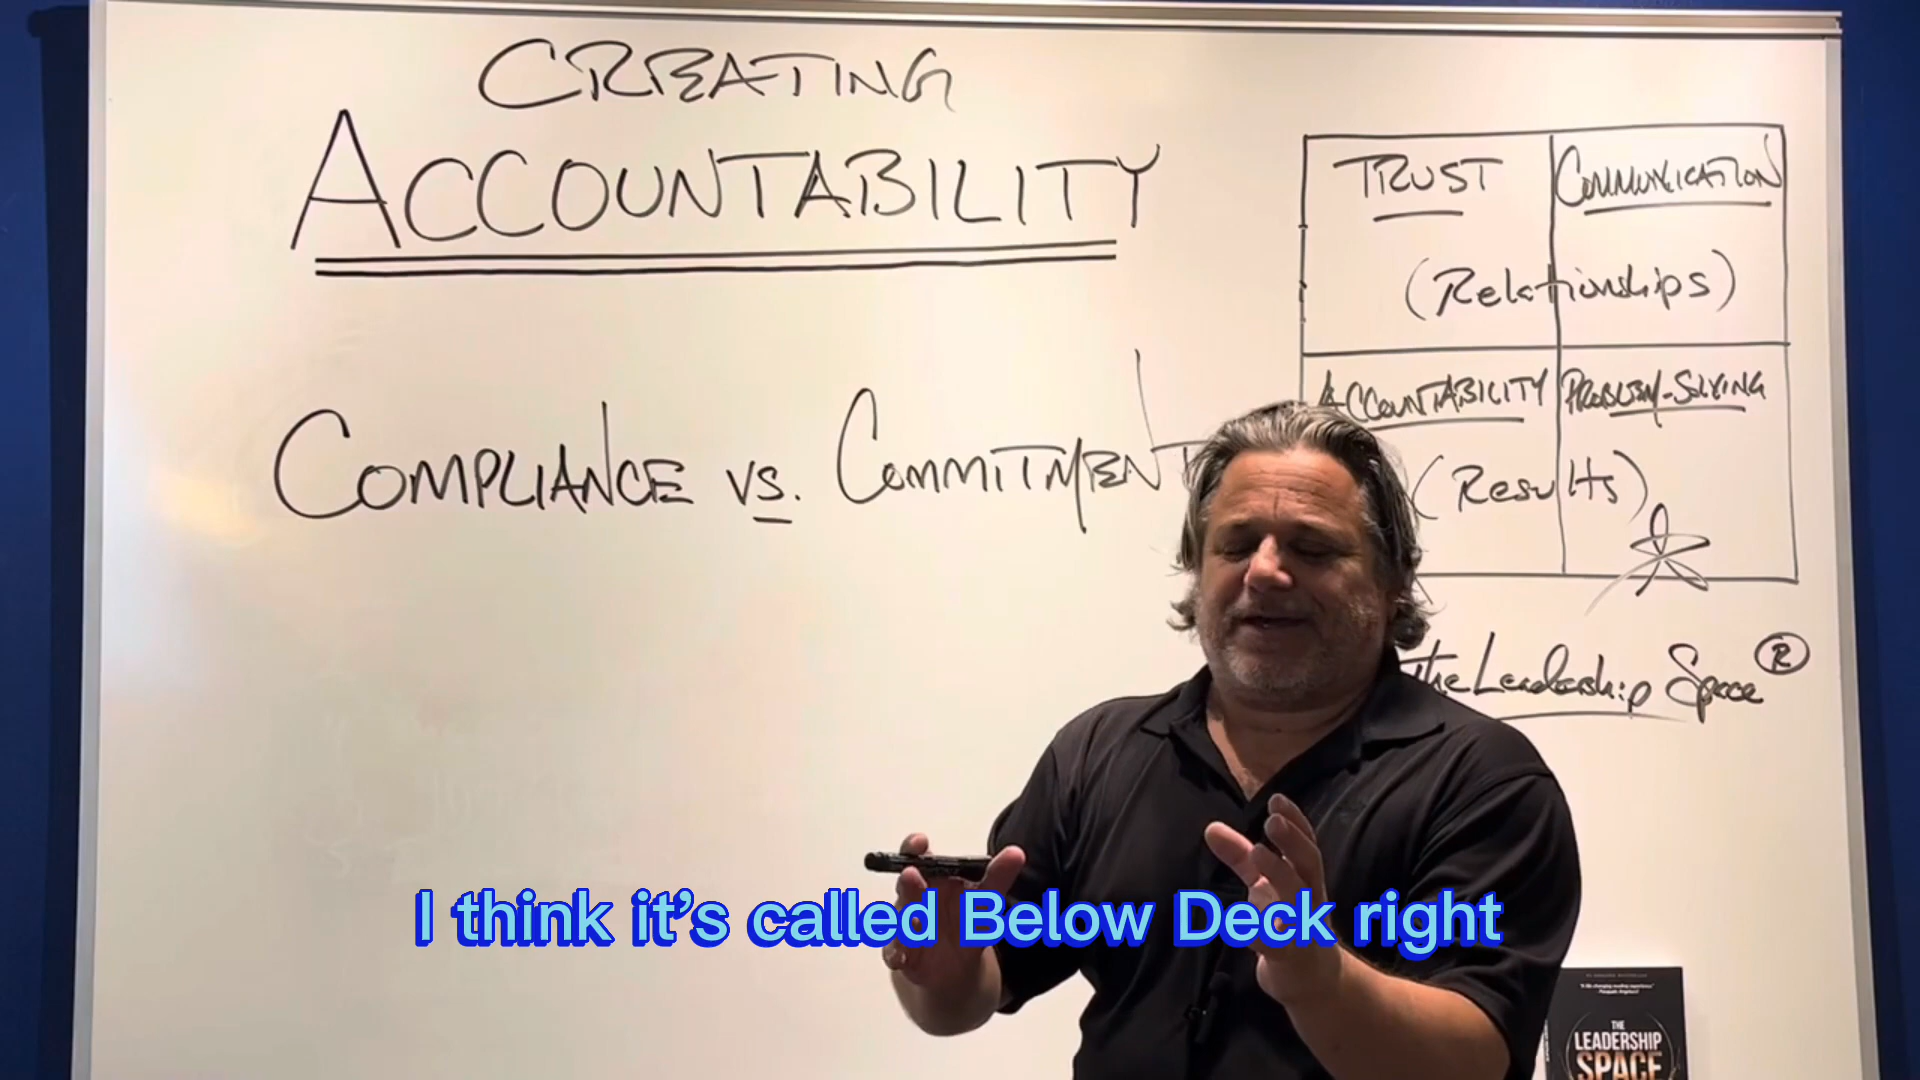 CREATING
ACCOUNTABILITY
COMPLIANCE vs. COMMITMENT
TRUST
COMMUNICATION
(Relationships)
ACCOUNTABILITY
PROBLEM-SOLVING
(Results)
The Leadership Space ®
I think it's called Below Deck right
THE
LEADERSHIP
SPACE